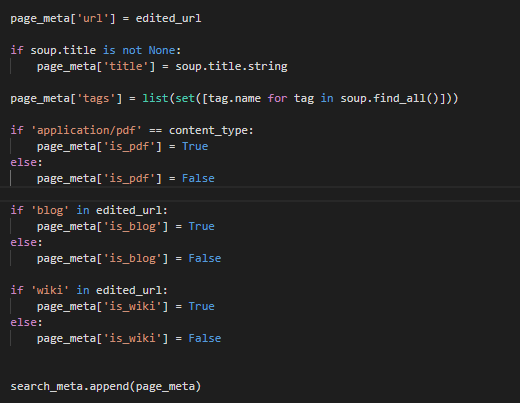 page_meta['url'] = edited_url
if soup.title is not None:
    page_meta['title'] = soup.title.string
page_meta['tags'] = list(set([tag.name for tag in soup.find_all()]))
if 'application/pdf' == content_type:
    page_meta['is_pdf'] = True
else:
    page_meta['is_pdf'] = False
if 'blog' in edited_url:
    page_meta['is_blog'] = True
else:
    page_meta['is_blog'] = False
if 'wiki' in edited_url:
    page_meta['is_wiki'] = True
else:
    page_meta['is_wiki'] = False
search_meta.append(page_meta)